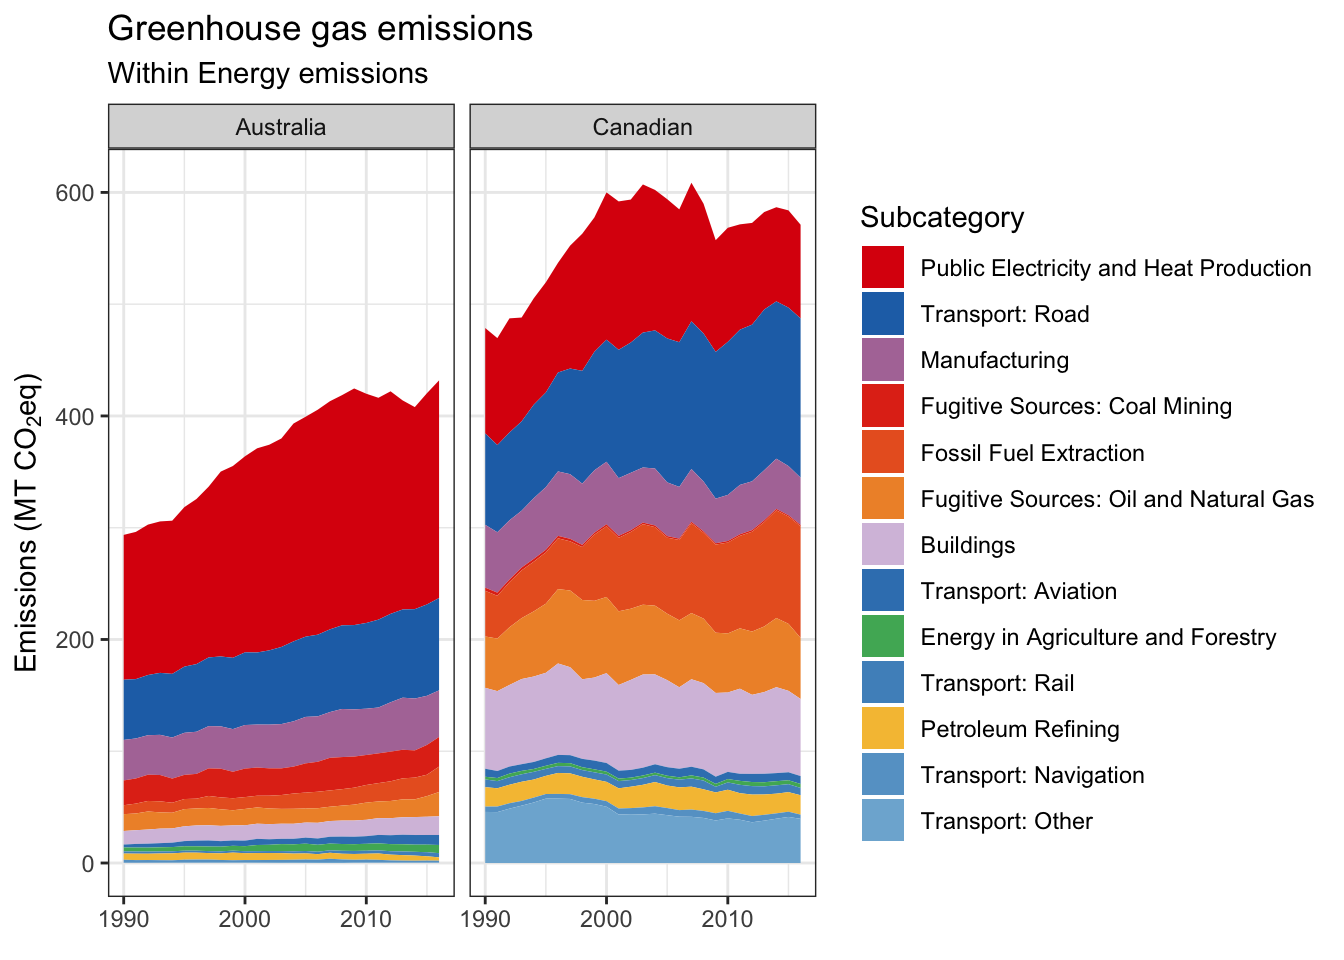 Greenhouse gas emissions
Within Energy emissions
Australia
Canadian
Emissions (MT CO₂eq)
600
400
200
0
1990
2000
2010
1990
2000
2010
Subcategory
Public Electricity and Heat Production
Transport: Road
Manufacturing
Fugitive Sources: Coal Mining
Fossil Fuel Extraction
Fugitive Sources: Oil and Natural Gas
Buildings
Transport: Aviation
Energy in Agriculture and Forestry
Transport: Rail
Petroleum Refining
Transport: Navigation
Transport: Other